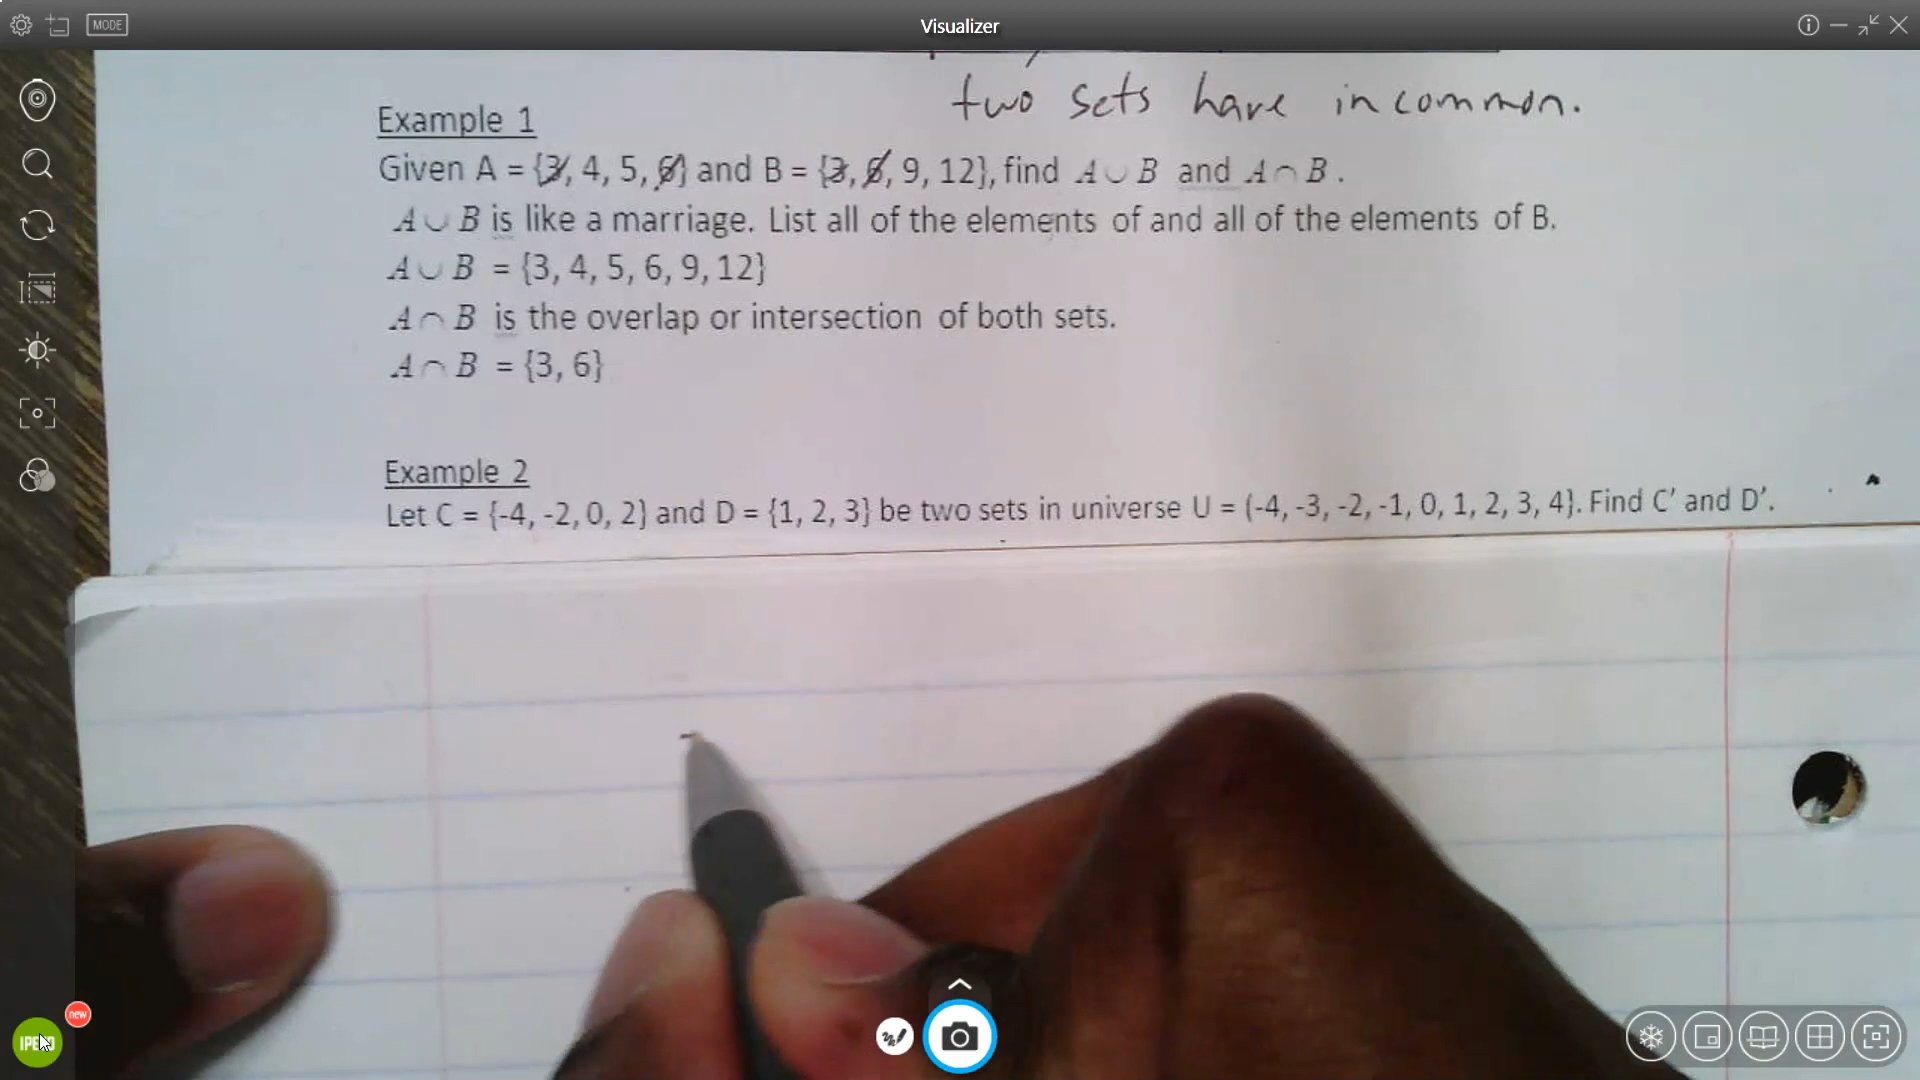 MODE
Visualizer
two sets have in common.
Example 1
Given A = {3, 4, 5, 6} and B = {3, 6, 9, 12}, find A ∪ B and A ∩ B.
A ∪ B is like a marriage. List all of the elements of and all of the elements of B.
A ∪ B = {3, 4, 5, 6, 9, 12}
A ∩ B is the overlap or intersection of both sets.
A ∩ B = {3, 6}
Example 2
Let C = {-4, -2, 0, 2} and D = {1, 2, 3} be two sets in universe U = (-4, -3, -2, -1, 0, 1, 2, 3, 4}. Find C' and D'.
new